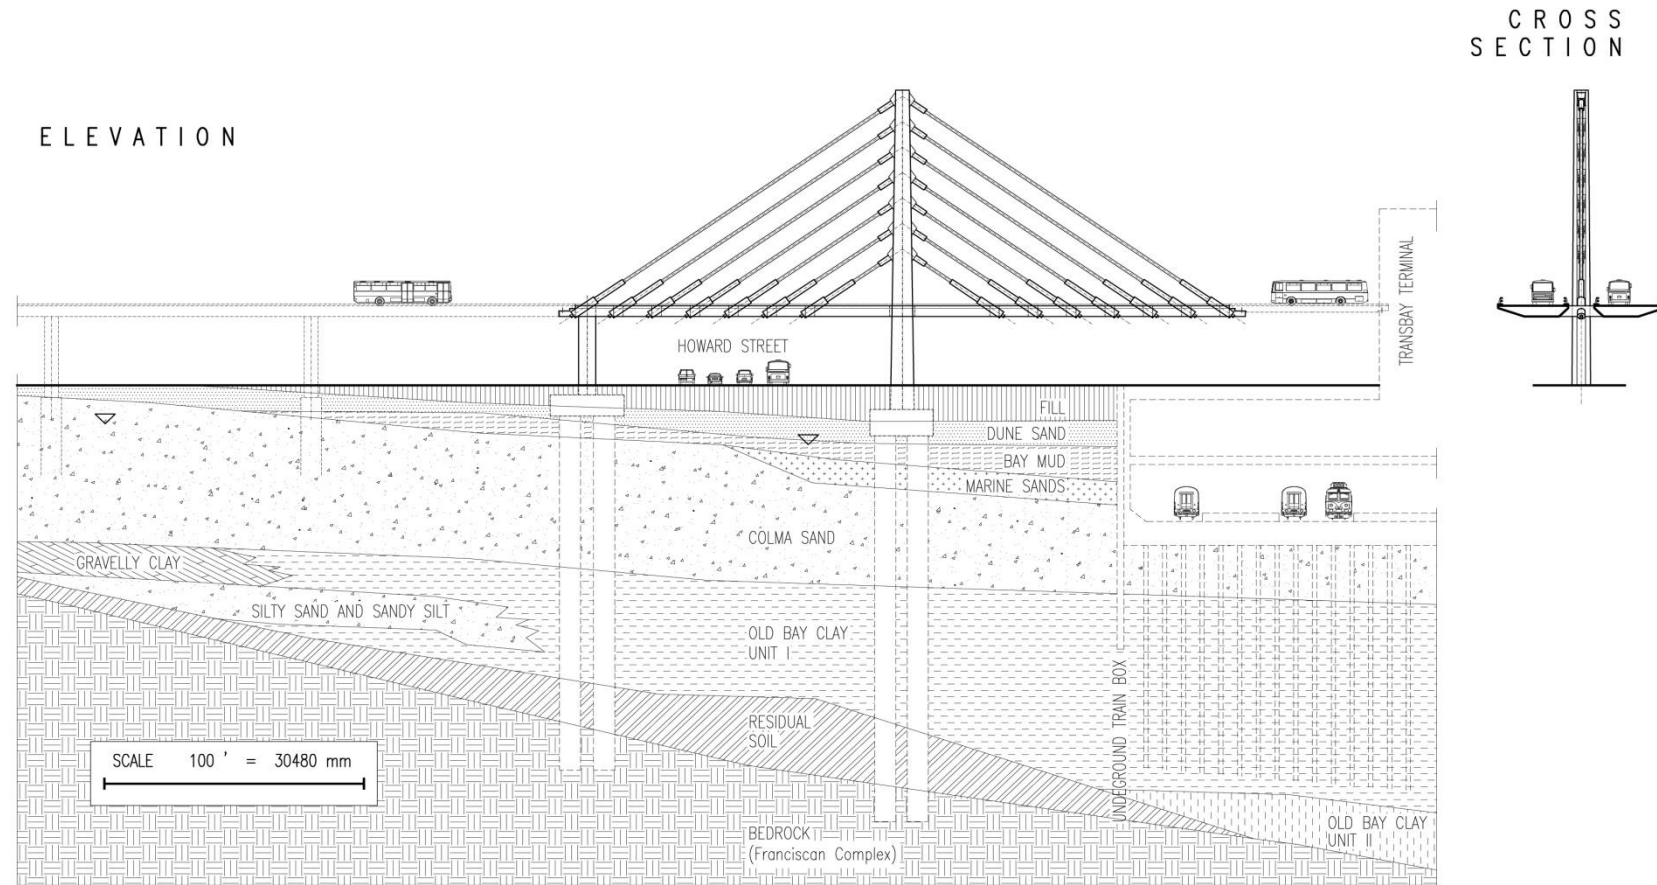 CROSS
SECTION
ELEVATION
TRANSBAY TERMINAL
HOWARD STREET
FILL
DUNE SAND
BAY MUD
MARINE SANDS
COLMA SAND
GRAVELLY CLAY
SILTY SAND AND SANDY SILT
OLD BAY CLAY
UNIT I
UNDEGROUND TRAIN BOX
RESIDUAL
SOIL
SCALE 100 ' = 30480 mm
OLD BAY CLAY
UNIT II
BEDROCK
(Franciscan Complex)